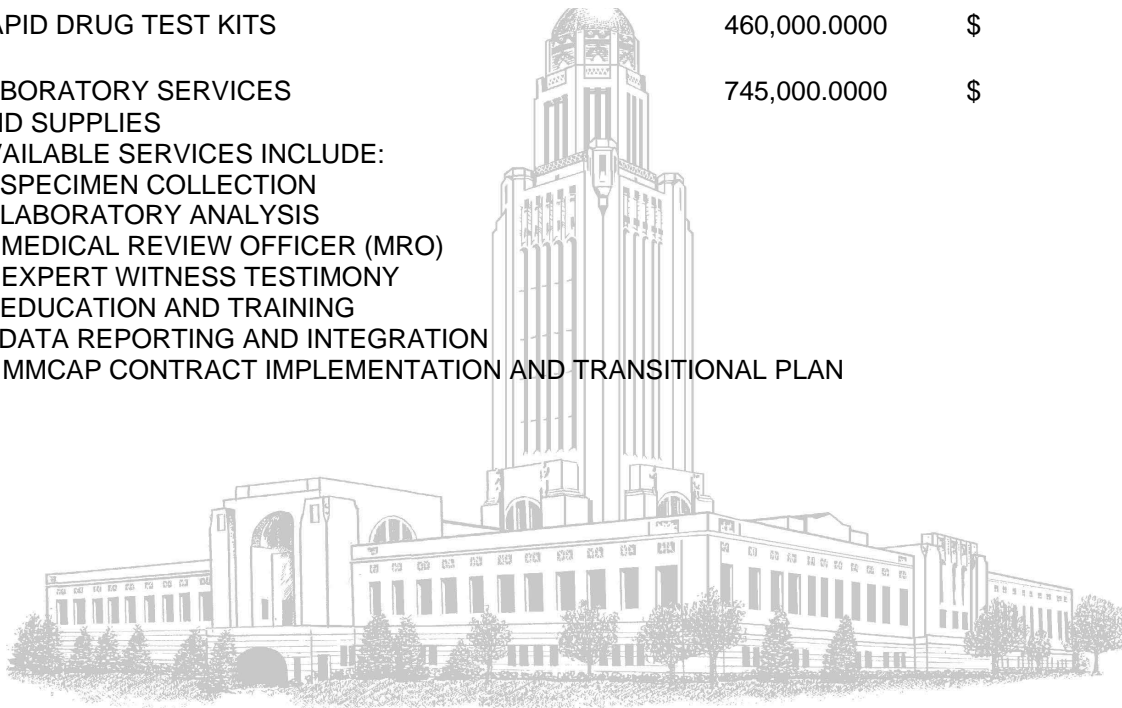 APID DRUG TEST KITS 460,000.0000 $
BORATORY SERVICES 745,000.0000 $
ND SUPPLIES
VAILABLE SERVICES INCLUDE:
SPECIMEN COLLECTION
LABORATORY ANALYSIS
MEDICAL REVIEW OFFICER (MRO)
EXPERT WITNESS TESTIMONY
EDUCATION AND TRAINING
DATA REPORTING AND INTEGRATION
MMCAP CONTRACT IMPLEMENTATION AND TRANSITIONAL PLAN